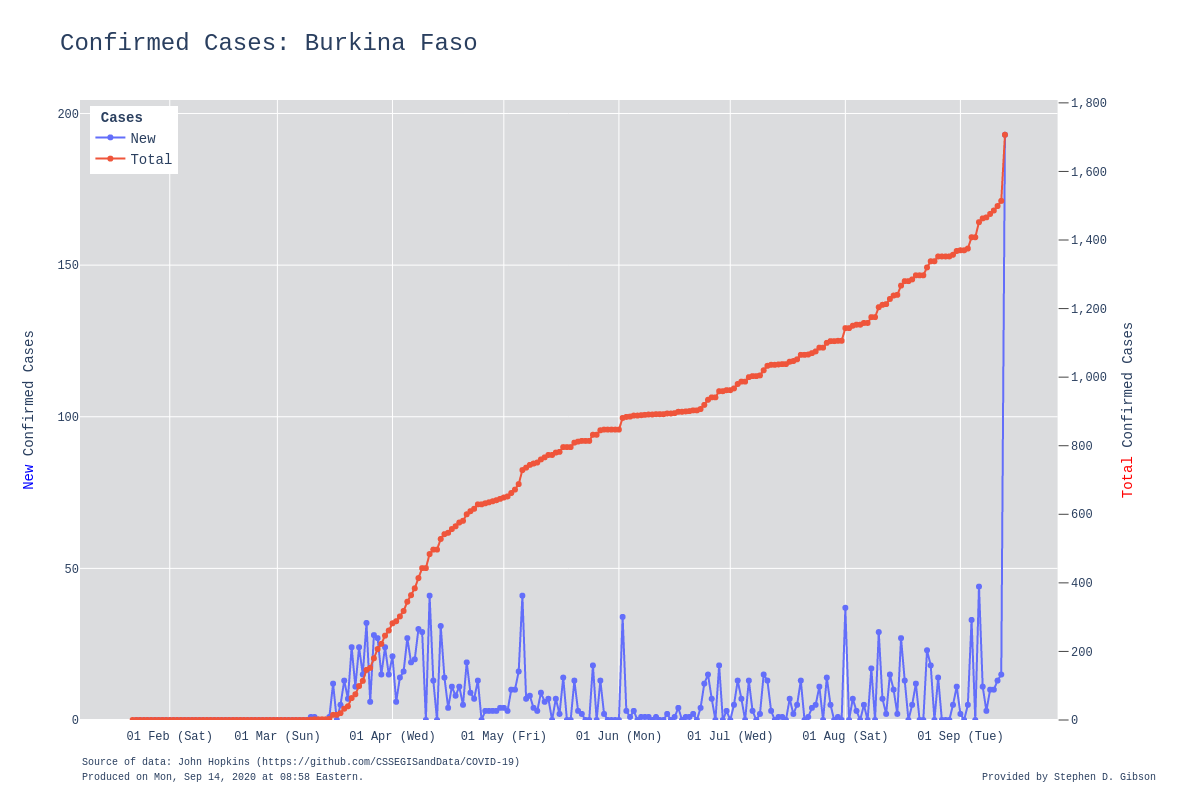 Confirmed Cases: Burkina Faso
Cases
New
Total
200
150
100
50
0
1,800
1,600
1,400
1,200
1,000
800
600
400
200
0
New Confirmed Cases
Total Confirmed Cases
01 Feb (Sat) 01 Mar (Sun) 01 Apr (Wed) 01 May (Fri) 01 Jun (Mon) 01 Jul (Wed) 01 Aug (Sat) 01 Sep (Tue)
Source of data: John Hopkins (https://github.com/CSSEGISandData/COVID-19)
Produced on Mon, Sep 14, 2020 at 08:58 Eastern.
Provided by Stephen D. Gibson